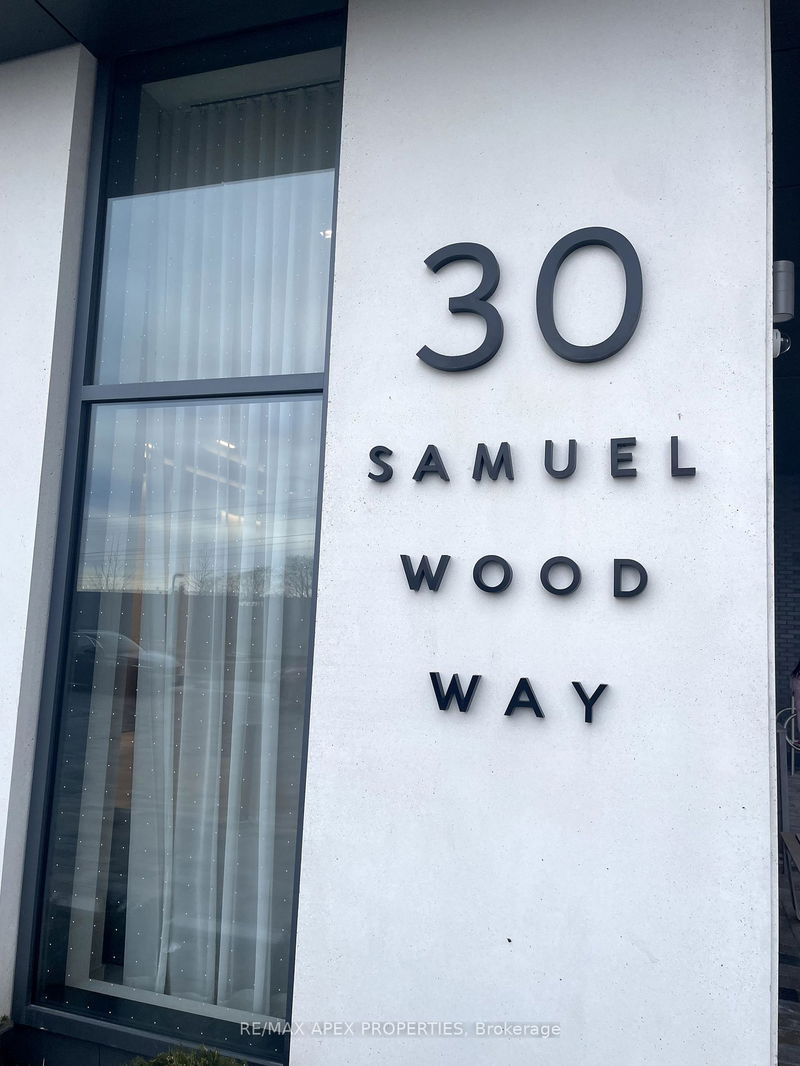 30
SAMUEL
WOOD
WAY
RE/MAX APEX PROPERTIES, Brokerage